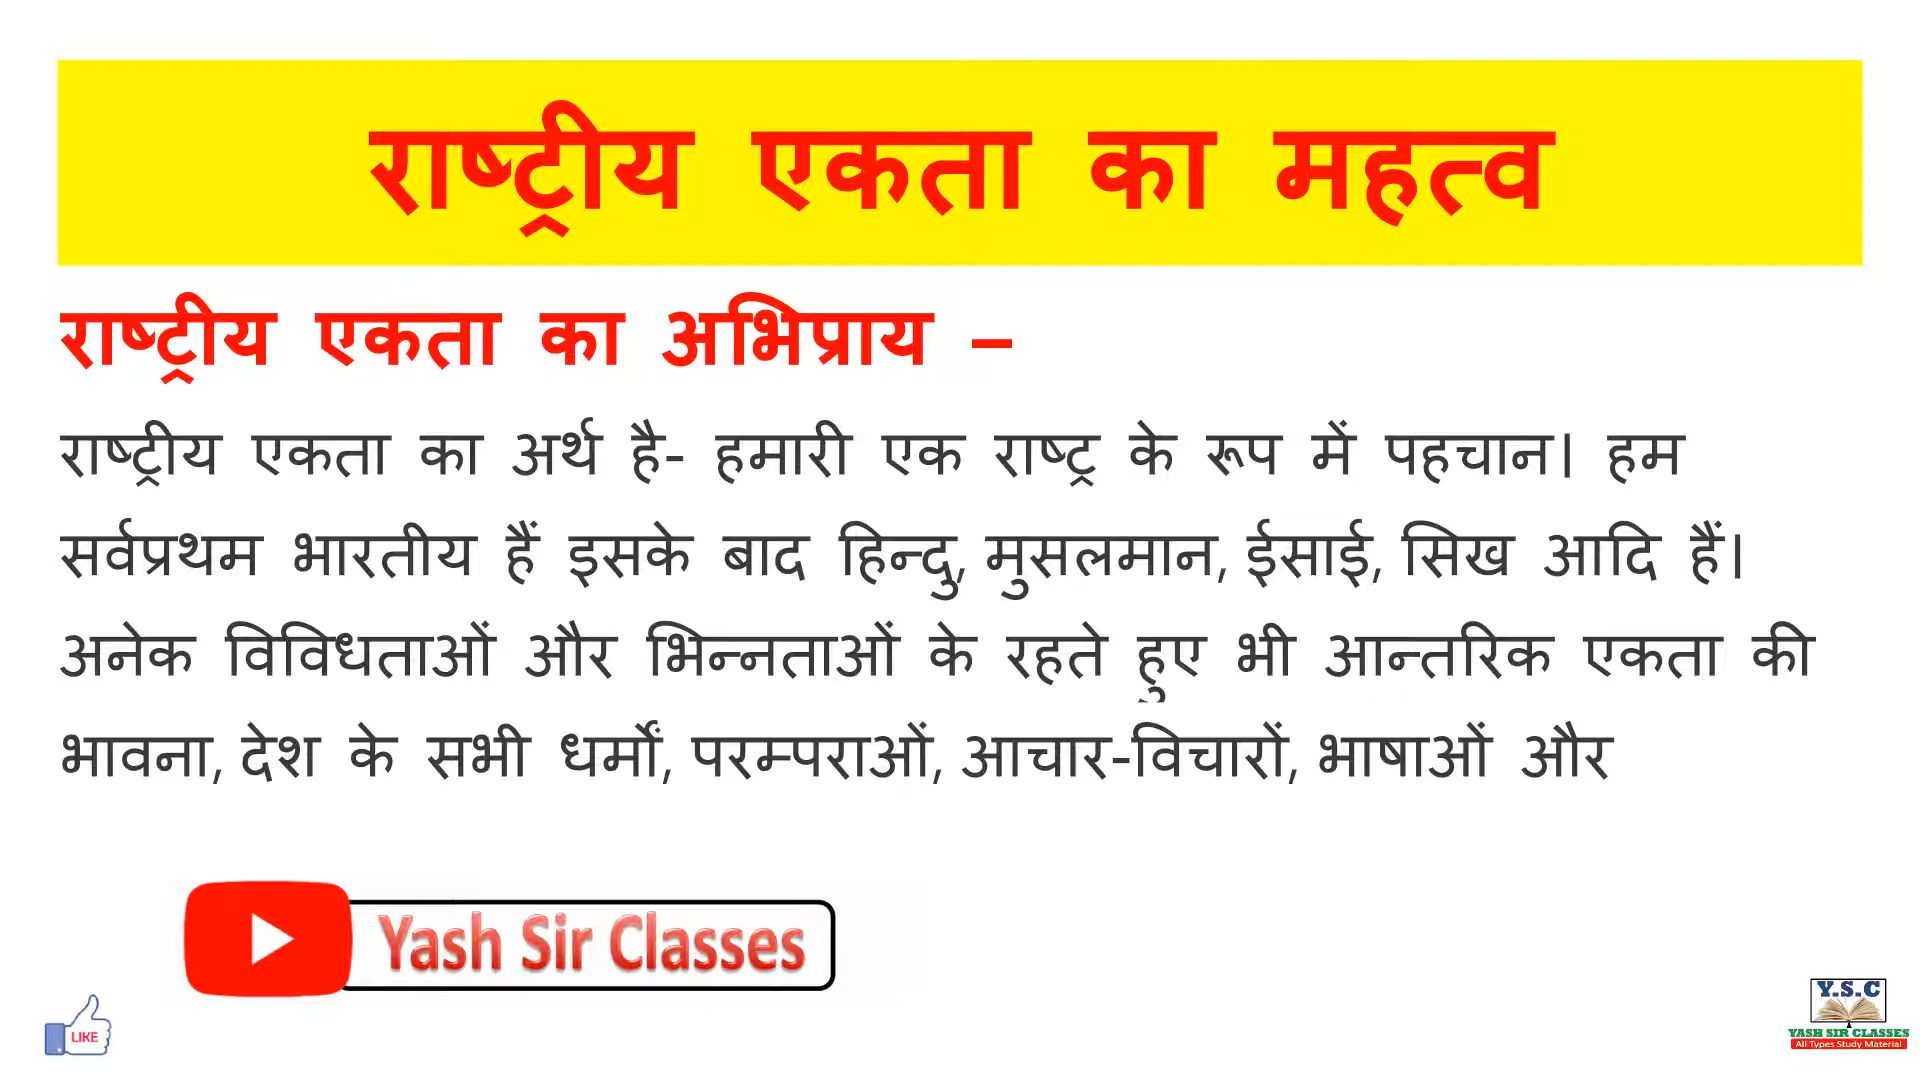 राष्ट्रीय एकता का महत्व
राष्ट्रीय एकता का अभिप्राय –
राष्ट्रीय एकता का अर्थ है- हमारी एक राष्ट्र के रूप में पहचान। हम
सर्वप्रथम भारतीय हैं इसके बाद हिन्दु, मुसलमान, ईसाई, सिख आदि हैं।
अनेक विविधताओं और भिन्नताओं के रहते हुए भी आन्तरिक एकता की
भावना, देश के सभी धर्मों, परम्पराओं, आचार-विचारों, भाषाओं और
Yash Sir Classes
LIKE
Y.S.C
YASH SIR CLASSES
All Types Study Material